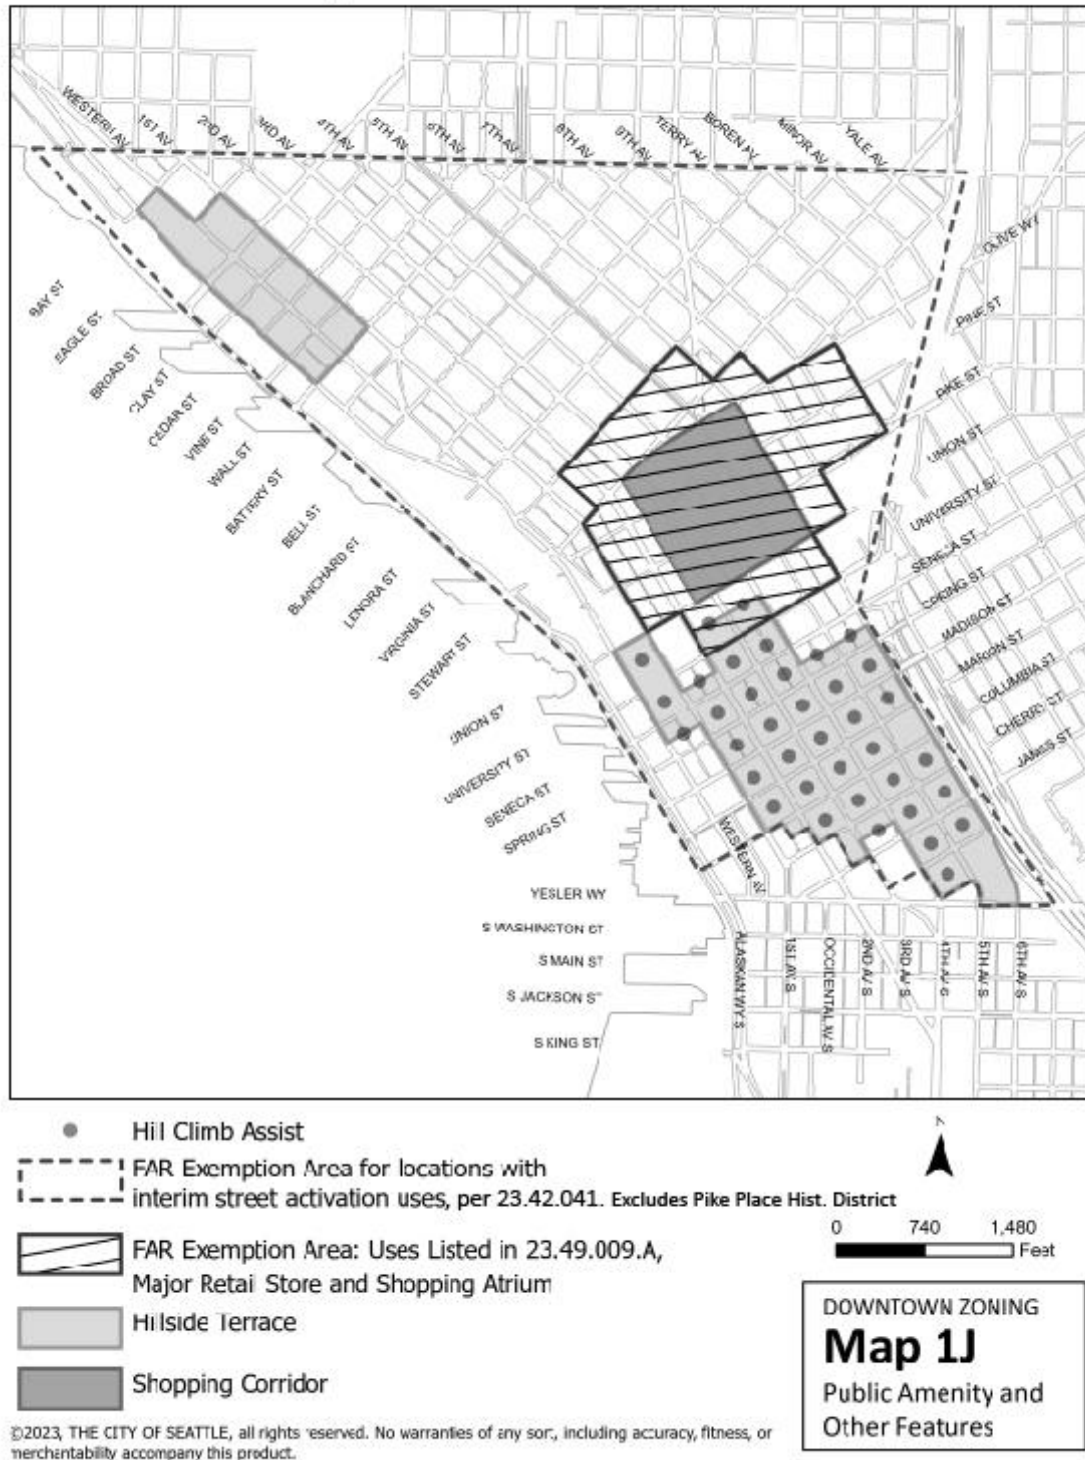 WESTERN AV
1ST AV
2ND AV
3RD AV
4TH AV
5TH AV
6TH AV
7TH AV
8TH AV
9TH AV
TERRY AV
BOREN AV
MINOR AV
YALE AV
OLIVE WY
PINE ST
PIKE ST
UNION ST
UNIVERSITY ST
SENECA ST
SPRING ST
MADISON ST
MARION ST
COLUMBIA ST
CHERRY ST
JAMES ST
BAY ST
EAGLE ST
BROAD ST
CLAY ST
CEDAR ST
VINE ST
WALL ST
BATTERY ST
BELL ST
BLANCHARD ST
LENORA ST
VIRGINIA ST
STEWART ST
UNION ST
UNIVERSITY ST
SENECA ST
SPRING ST
WESTERN AV
YESLER WY
S WASHINGTON ST
S MAIN ST
S JACKSON ST
S KING ST
ALASKAN WY S
1ST AV S
OCCIDENTAL AV S
2ND AV S
3RD AV S
4TH AV S
5TH AV S
6TH AV S
Hill Climb Assist
FAR Exemption Area for locations with
interim street activation uses, per 23.42.041. Excludes Pike Place Hist. District
FAR Exemption Area: Uses Listed in 23.49.009.A,
Major Retail Store and Shopping Atrium
Hillside Terrace
Shopping Corridor
N
0 740 1,480
Feet
DOWNTOWN ZONING
Map 1J
Public Amenity and
Other Features
©2023, THE CITY OF SEATTLE, all rights reserved. No warranties of any sort, including accuracy, fitness, or
merchantability accompany this product.